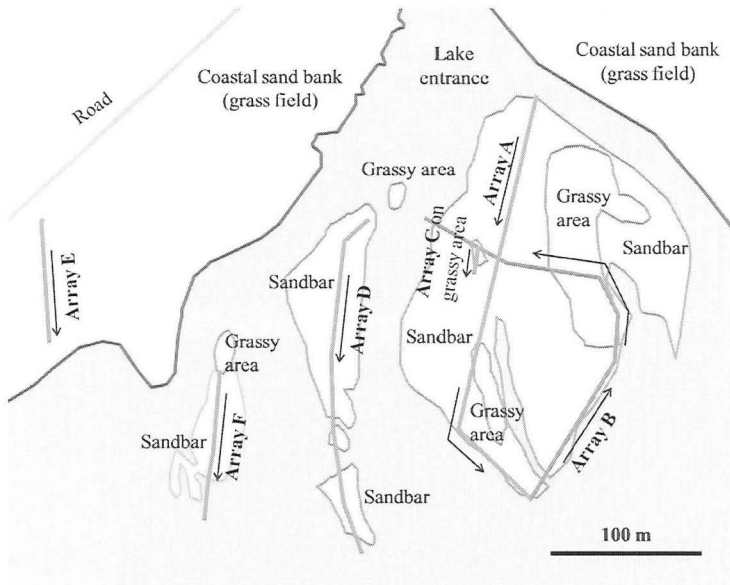 Lake
entrance
Coastal sand bank
(grass field)
Coastal sand bank
(grass field)
Road
Grassy area
Array A
Grassy
area
Array C on
grassy area
Sandbar
Array E
Sandbar
Array D
Sandbar
Grassy
area
Grassy
area
Sandbar
Array F
Array B
Sandbar
100 m